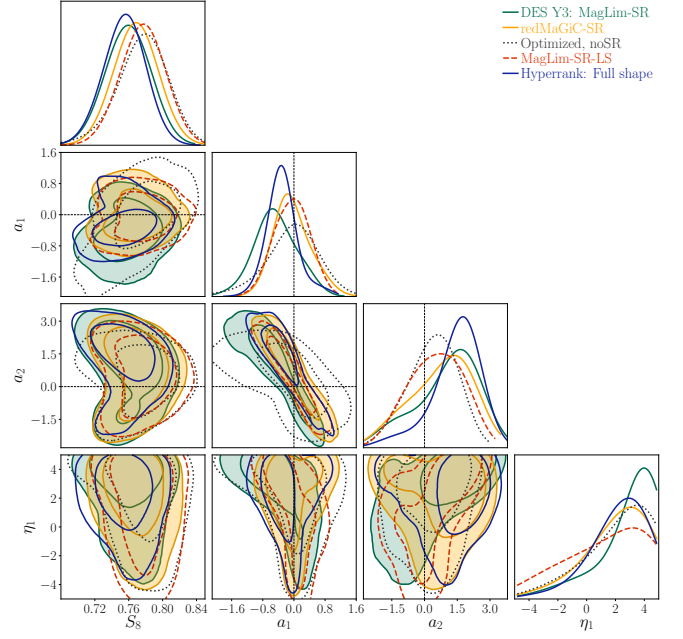 DES Y3: MagLim-SR
redMaGiC-SR
Optimized, noSR
MagLim-SR-LS
Hyperrank: Full shape
1.6
0.8
0.0
−0.8
−1.6
a₁
3.0
1.5
0.0
−1.5
a₂
4
2
0
−2
−4
η₁
0.72 0.76 0.80 0.84
S₈
−1.6 −0.8 0.0 0.8 1.6
a₁
0.0 1.5 3.0
a₂
−4 −2 0 2 4
η₁